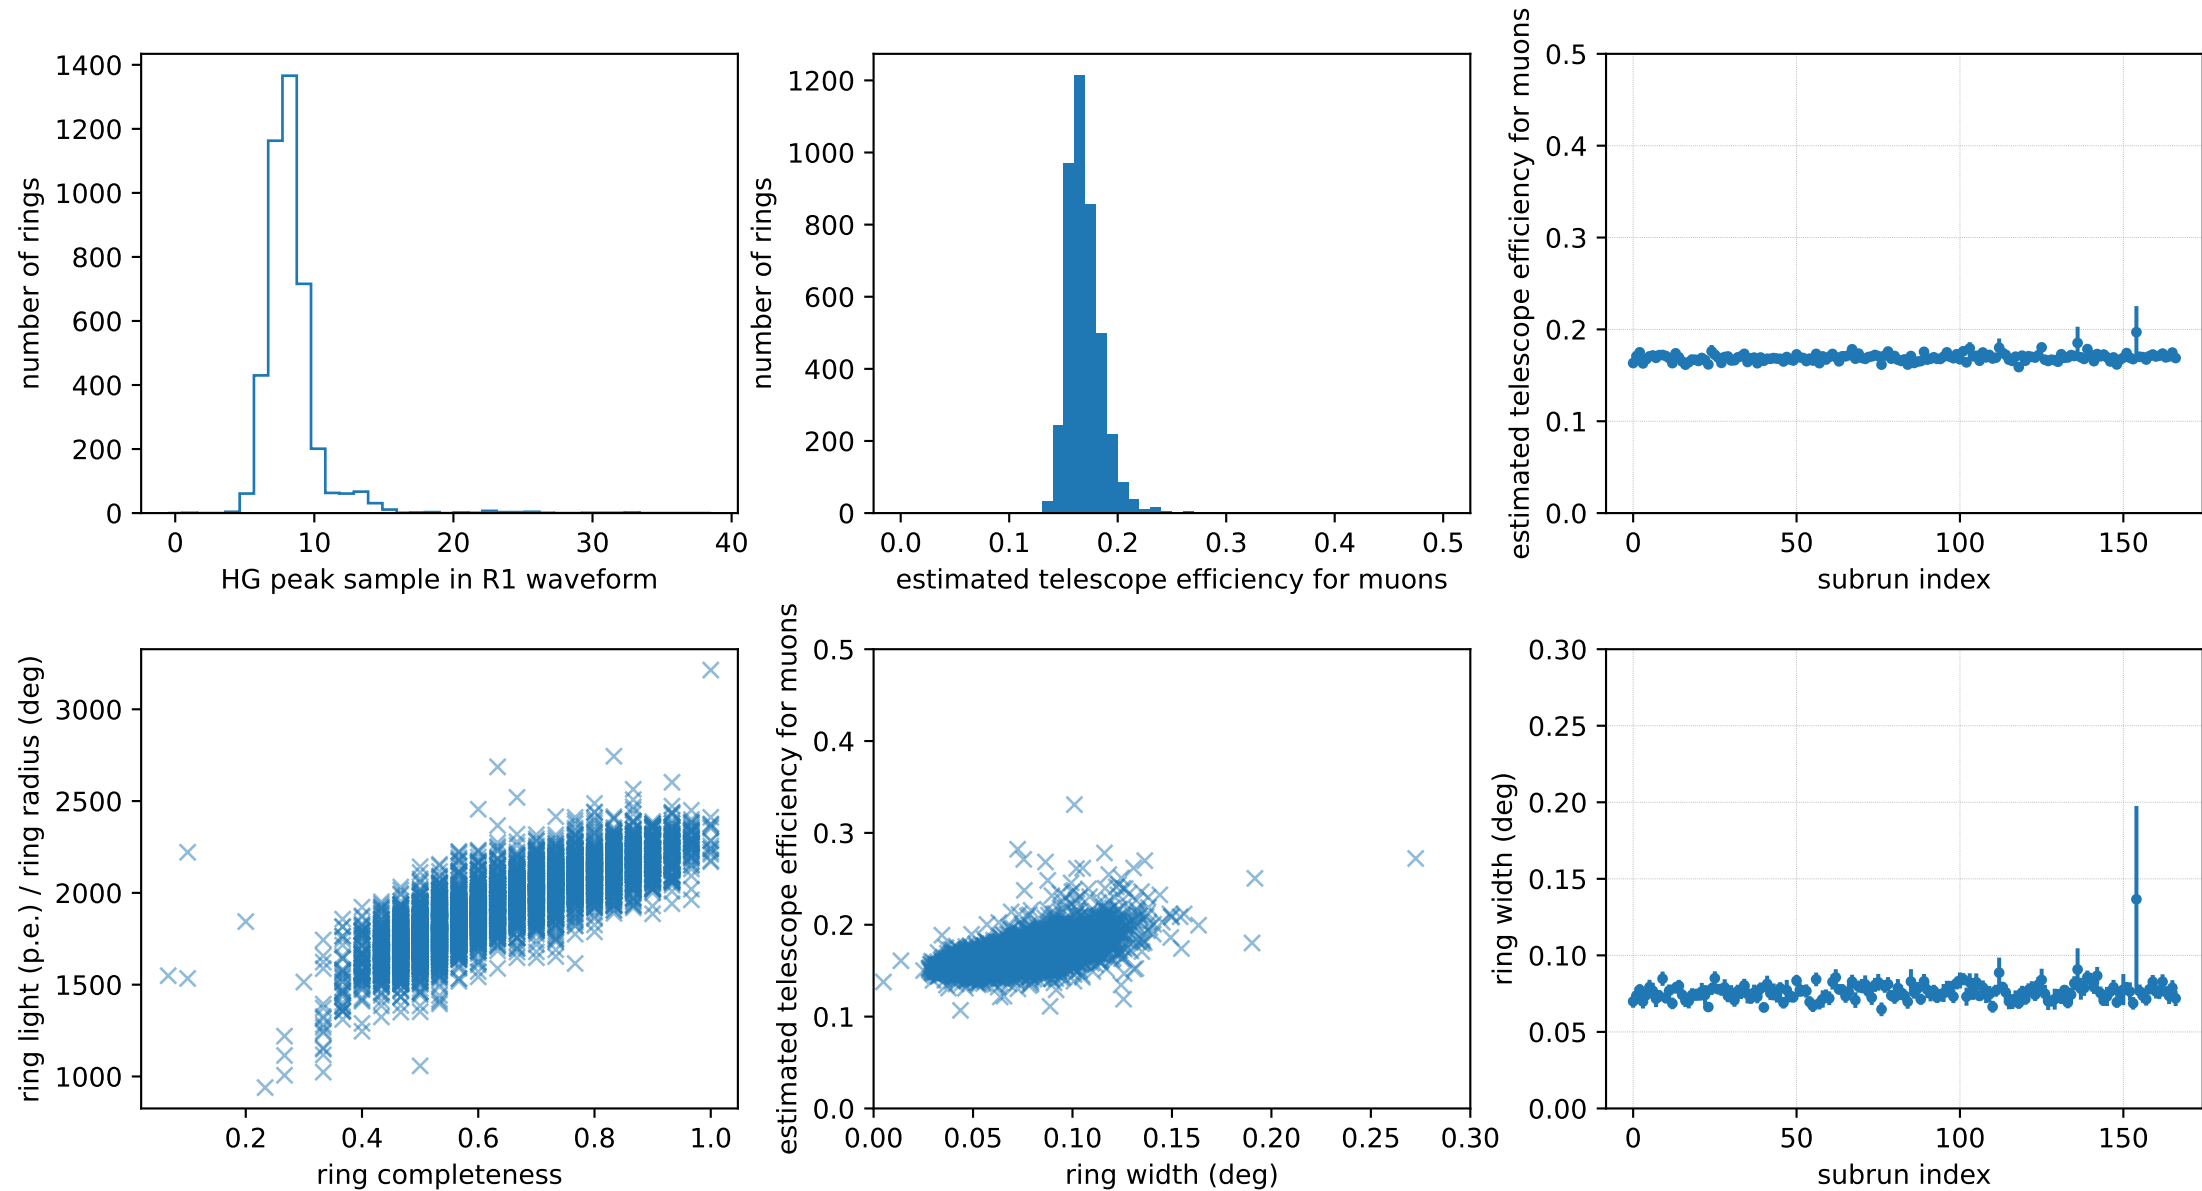 number of rings
1400
1200
1000
800
600
400
200
0
0 10 20 30 40
HG peak sample in R1 waveform
number of rings
1200
1000
800
600
400
200
0
0.0 0.1 0.2 0.3 0.4 0.5
estimated telescope efficiency for muons
estimated telescope efficiency for muons
0.5
0.4
0.3
0.2
0.1
0.0
0 50 100 150
subrun index
ring light (p.e.) / ring radius (deg)
3000
2500
2000
1500
1000
0.2 0.4 0.6 0.8 1.0
ring completeness
estimated telescope efficiency for muons
0.5
0.4
0.3
0.2
0.1
0.0
0.00 0.05 0.10 0.15 0.20 0.25 0.30
ring width (deg)
ring width (deg)
0.30
0.25
0.20
0.15
0.10
0.05
0.00
0 50 100 150
subrun index